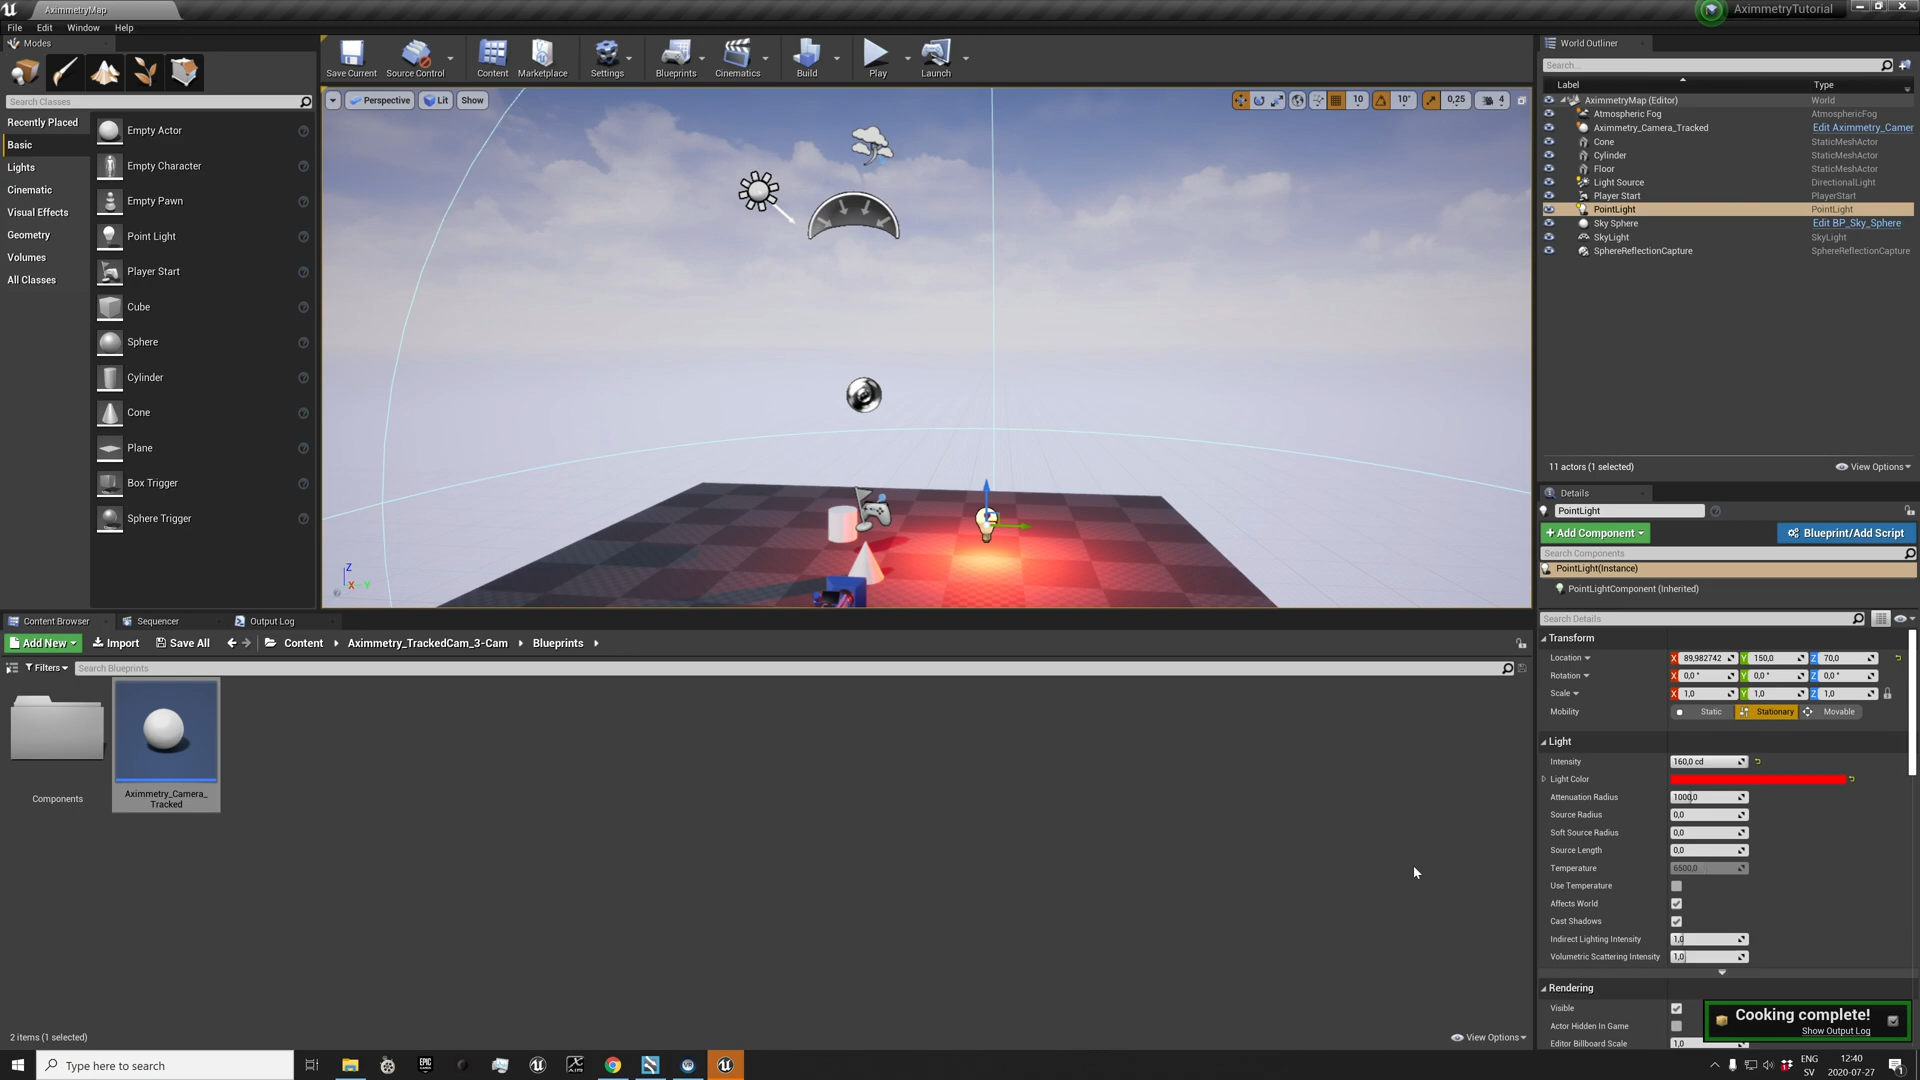 AximmetryMap
AximmetryTutorial
File Edit Window Help
Modes
Search Classes
Recently Placed
Basic
Lights
Cinematic
Visual Effects
Geometry
Volumes
All Classes
Empty Actor
Empty Character
Empty Pawn
Point Light
Player Start
Cube
Sphere
Cylinder
Cone
Plane
Box Trigger
Sphere Trigger
Save Current Source Control Content Marketplace Settings Blueprints Cinematics Build Play Launch
Perspective Lit Show
10 10° 0,25 4
Z
X Y
World Outliner
Search...
Label Type
AximmetryMap (Editor) World
Atmospheric Fog AtmosphericFog
Aximmetry_Camera_Tracked Edit Aximmetry_Camer
Cone StaticMeshActor
Cylinder StaticMeshActor
Floor StaticMeshActor
Light Source DirectionalLight
Player Start PlayerStart
PointLight PointLight
Sky Sphere Edit BP_Sky_Sphere
SkyLight SkyLight
SphereReflectionCapture SphereReflectionCapture
11 actors (1 selected) View Options
Details
PointLight
+ Add Component Blueprint/Add Script
Search Components
PointLight(Instance)
PointLightComponent (Inherited)
Search Details
Transform
Location X 89,982742 Y 150,0 Z 70,0
Rotation X 0,0 ° Y 0,0 ° Z 0,0 °
Scale X 1,0 Y 1,0 Z 1,0
Mobility Static Stationary Movable
Light
Intensity 160,0 cd
Light Color
Attenuation Radius 1000,0
Source Radius 0,0
Soft Source Radius 0,0
Source Length 0,0
Temperature 6500,0
Use Temperature
Affects World
Cast Shadows
Indirect Lighting Intensity 1,0
Volumetric Scattering Intensity 1,0
Rendering
Visible
Actor Hidden In Game
Editor Billboard Scale 1,0
Cooking complete!
Show Output Log
Content Browser Sequencer Output Log
Add New Import Save All Content Aximmetry_TrackedCam_3-Cam Blueprints
Filters Search Blueprints
Components
Aximmetry_Camera_
Tracked
2 items (1 selected) View Options
Type here to search
ENG
SV
12:40
2020-07-27